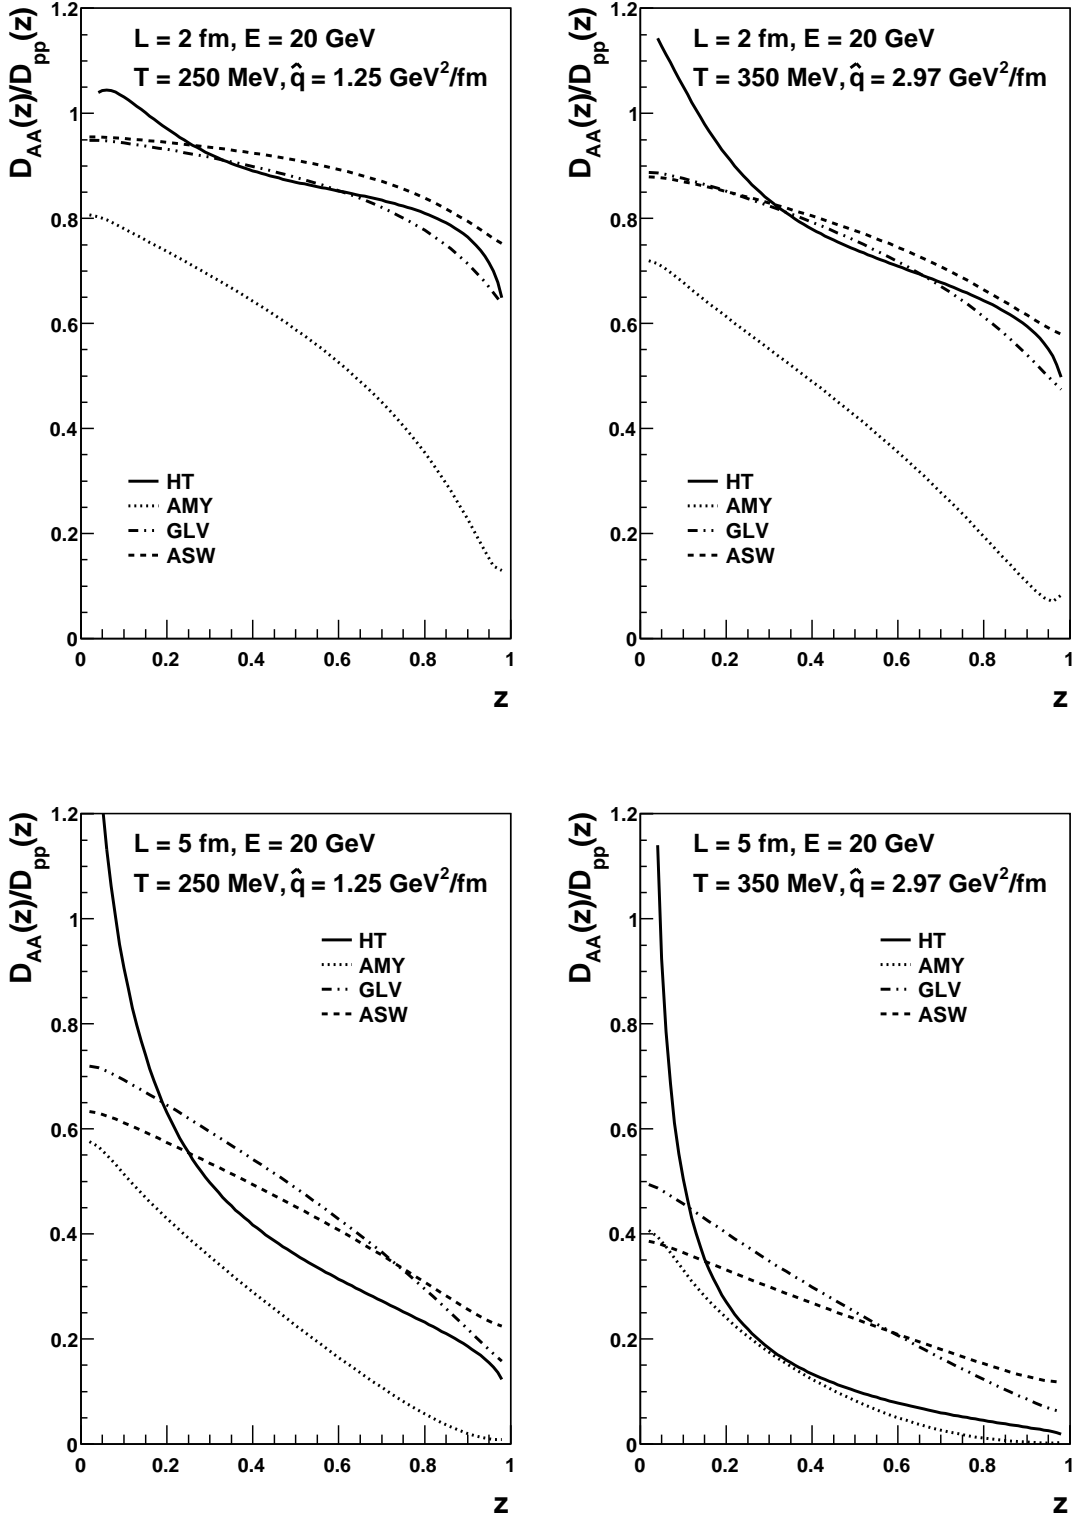 D_AA(z)/D_pp(z)
L = 2 fm, E = 20 GeV
T = 250 MeV, q̂ = 1.25 GeV²/fm
1.2
1
0.8
0.6
0.4
0.2
0
HT
AMY
GLV
ASW
0 0.2 0.4 0.6 0.8 1
z
D_AA(z)/D_pp(z)
L = 2 fm, E = 20 GeV
T = 350 MeV, q̂ = 2.97 GeV²/fm
1.2
1
0.8
0.6
0.4
0.2
0
HT
AMY
GLV
ASW
0 0.2 0.4 0.6 0.8 1
z
D_AA(z)/D_pp(z)
L = 5 fm, E = 20 GeV
T = 250 MeV, q̂ = 1.25 GeV²/fm
1.2
1
0.8
0.6
0.4
0.2
0
HT
AMY
GLV
ASW
0 0.2 0.4 0.6 0.8 1
z
D_AA(z)/D_pp(z)
L = 5 fm, E = 20 GeV
T = 350 MeV, q̂ = 2.97 GeV²/fm
1.2
1
0.8
0.6
0.4
0.2
0
HT
AMY
GLV
ASW
0 0.2 0.4 0.6 0.8 1
z